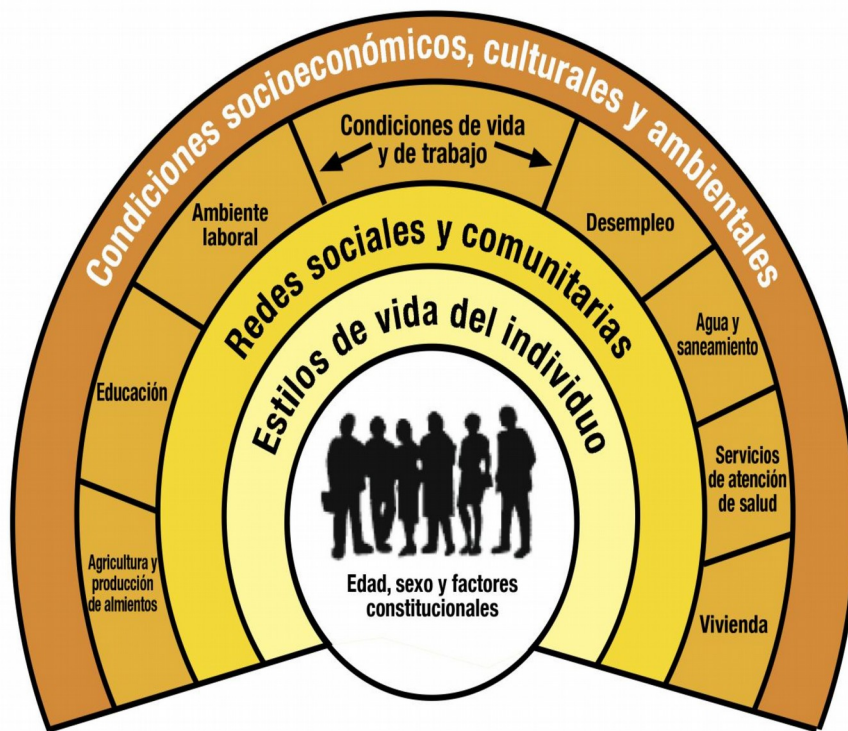 Condiciones socioeconómicos, culturales y ambientales
Condiciones de vida
y de trabajo
Ambiente
laboral
Desempleo
Redes sociales y comunitarias
Agua y
saneamiento
Estilos de vida del individuo
Educación
Servicios
de atención
de salud
Agricultura y
producción
de almientos
Edad, sexo y factores
constitucionales
Vivienda